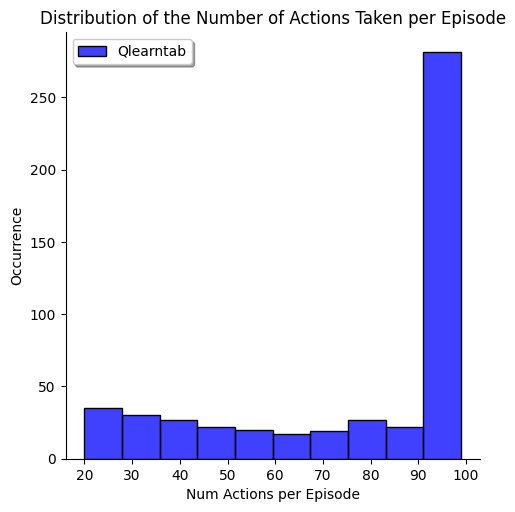 Distribution of the Number of Actions Taken per Episode
Qlearntab
Occurrence
250
200
150
100
50
0
20 30 40 50 60 70 80 90 100
Num Actions per Episode